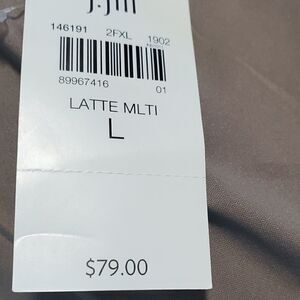 J.Jill
146191 2FXL 1902
89967416 01
LATTE MLTI
L
$79.00